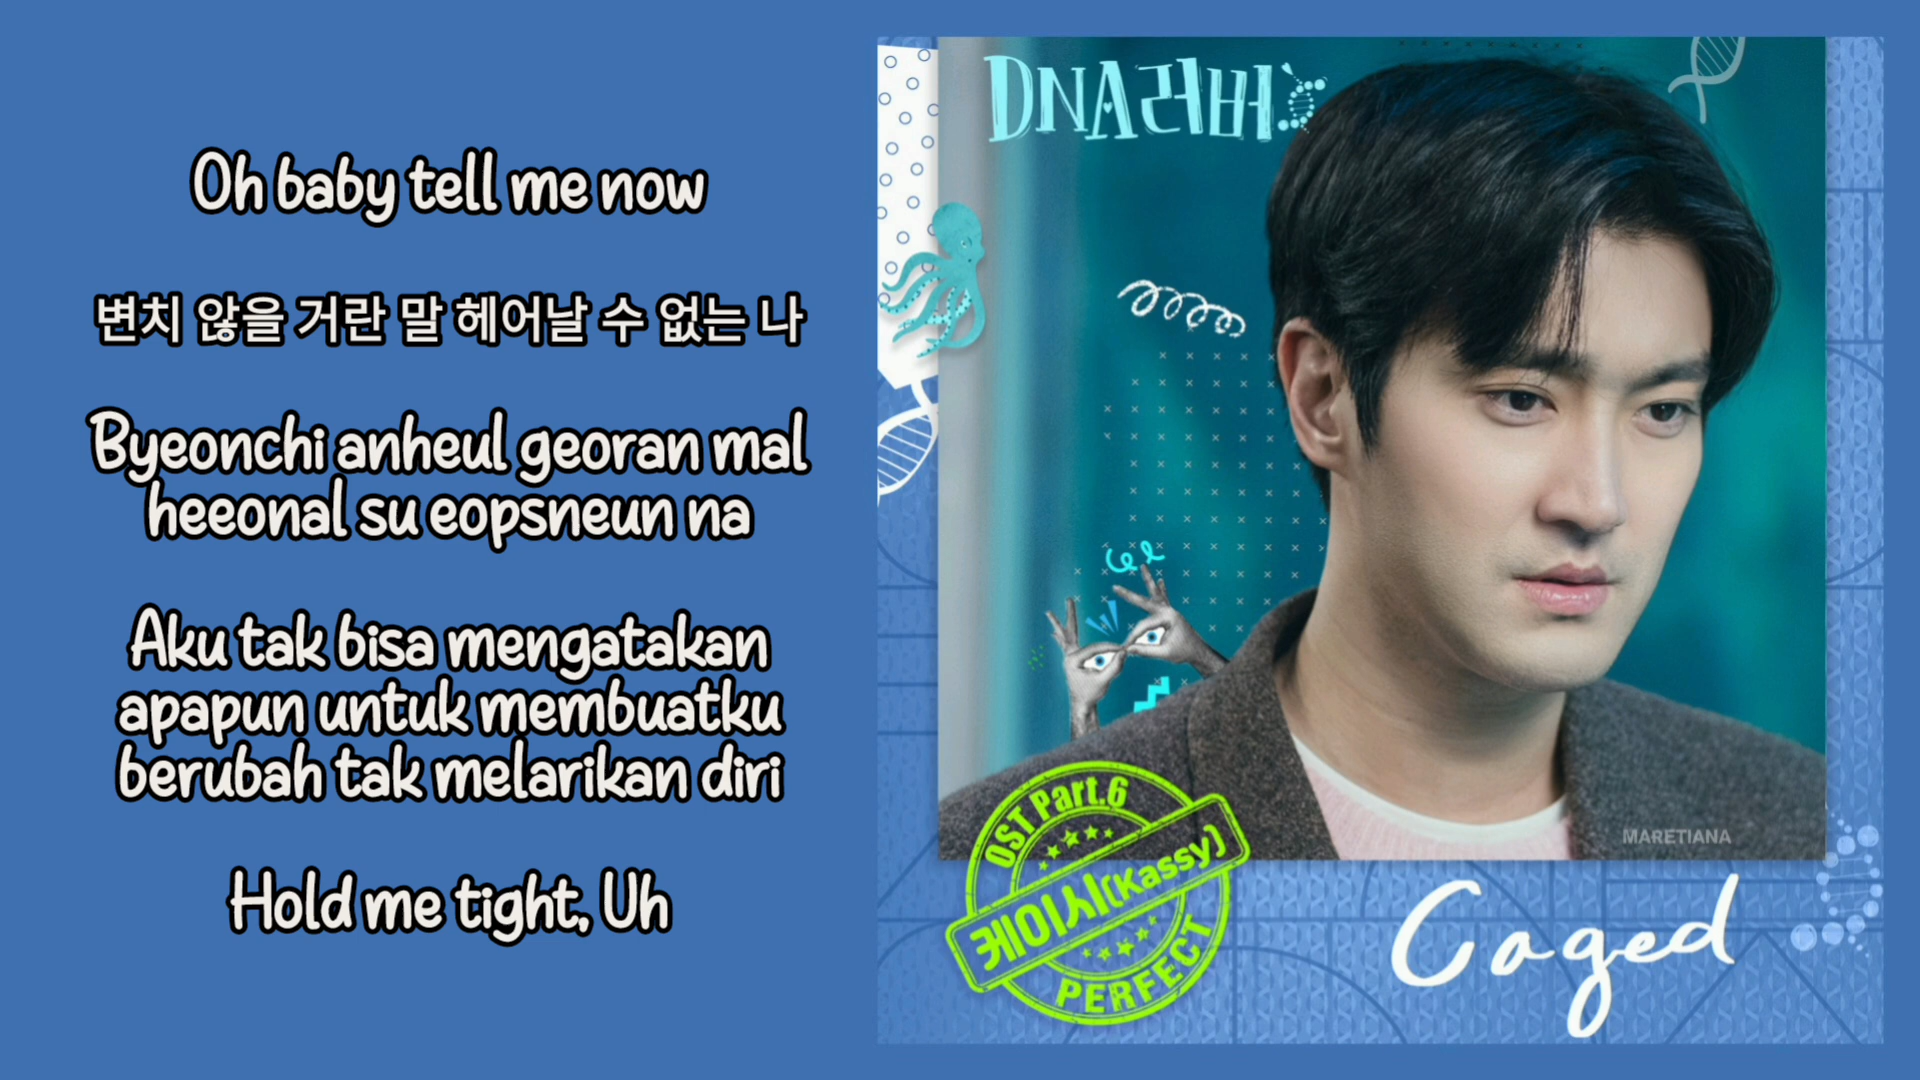 Oh baby tell me now
변치 않을 거란 말 헤어날 수 없는 나
Byeonchi anheul georan mal
heeonal su eopsneun na
Aku tak bisa mengatakan
apapun untuk membuatku
berubah tak melarikan diri
Hold me tight, Uh
DNA러버
OST Part.6
케이시(Kassy)
PERFECT
MARETIANA
Caged